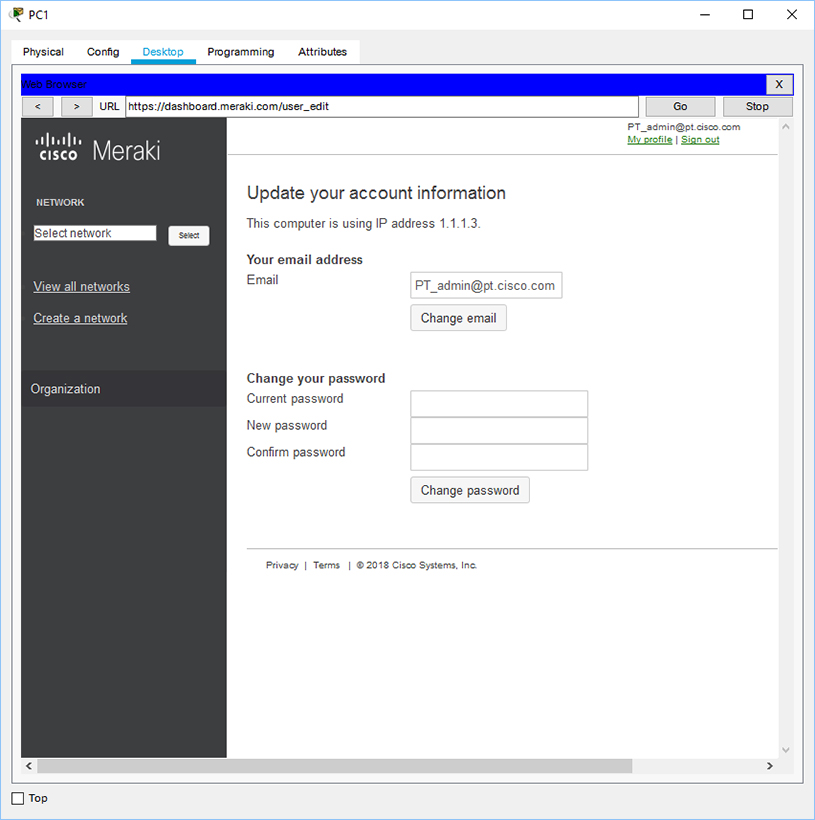 PC1
Physical Config Desktop Programming Attributes
Web Browser X
< > URL https://dashboard.meraki.com/user_edit Go Stop
CISCO Meraki
PT_admin@pt.cisco.com
My profile | Sign out
NETWORK
Select network Select
View all networks
Create a network
Organization
Update your account information
This computer is using IP address 1.1.1.3.
Your email address
Email PT_admin@pt.cisco.com
Change email
Change your password
Current password
New password
Confirm password
Change password
Privacy | Terms | © 2018 Cisco Systems, Inc.
Top